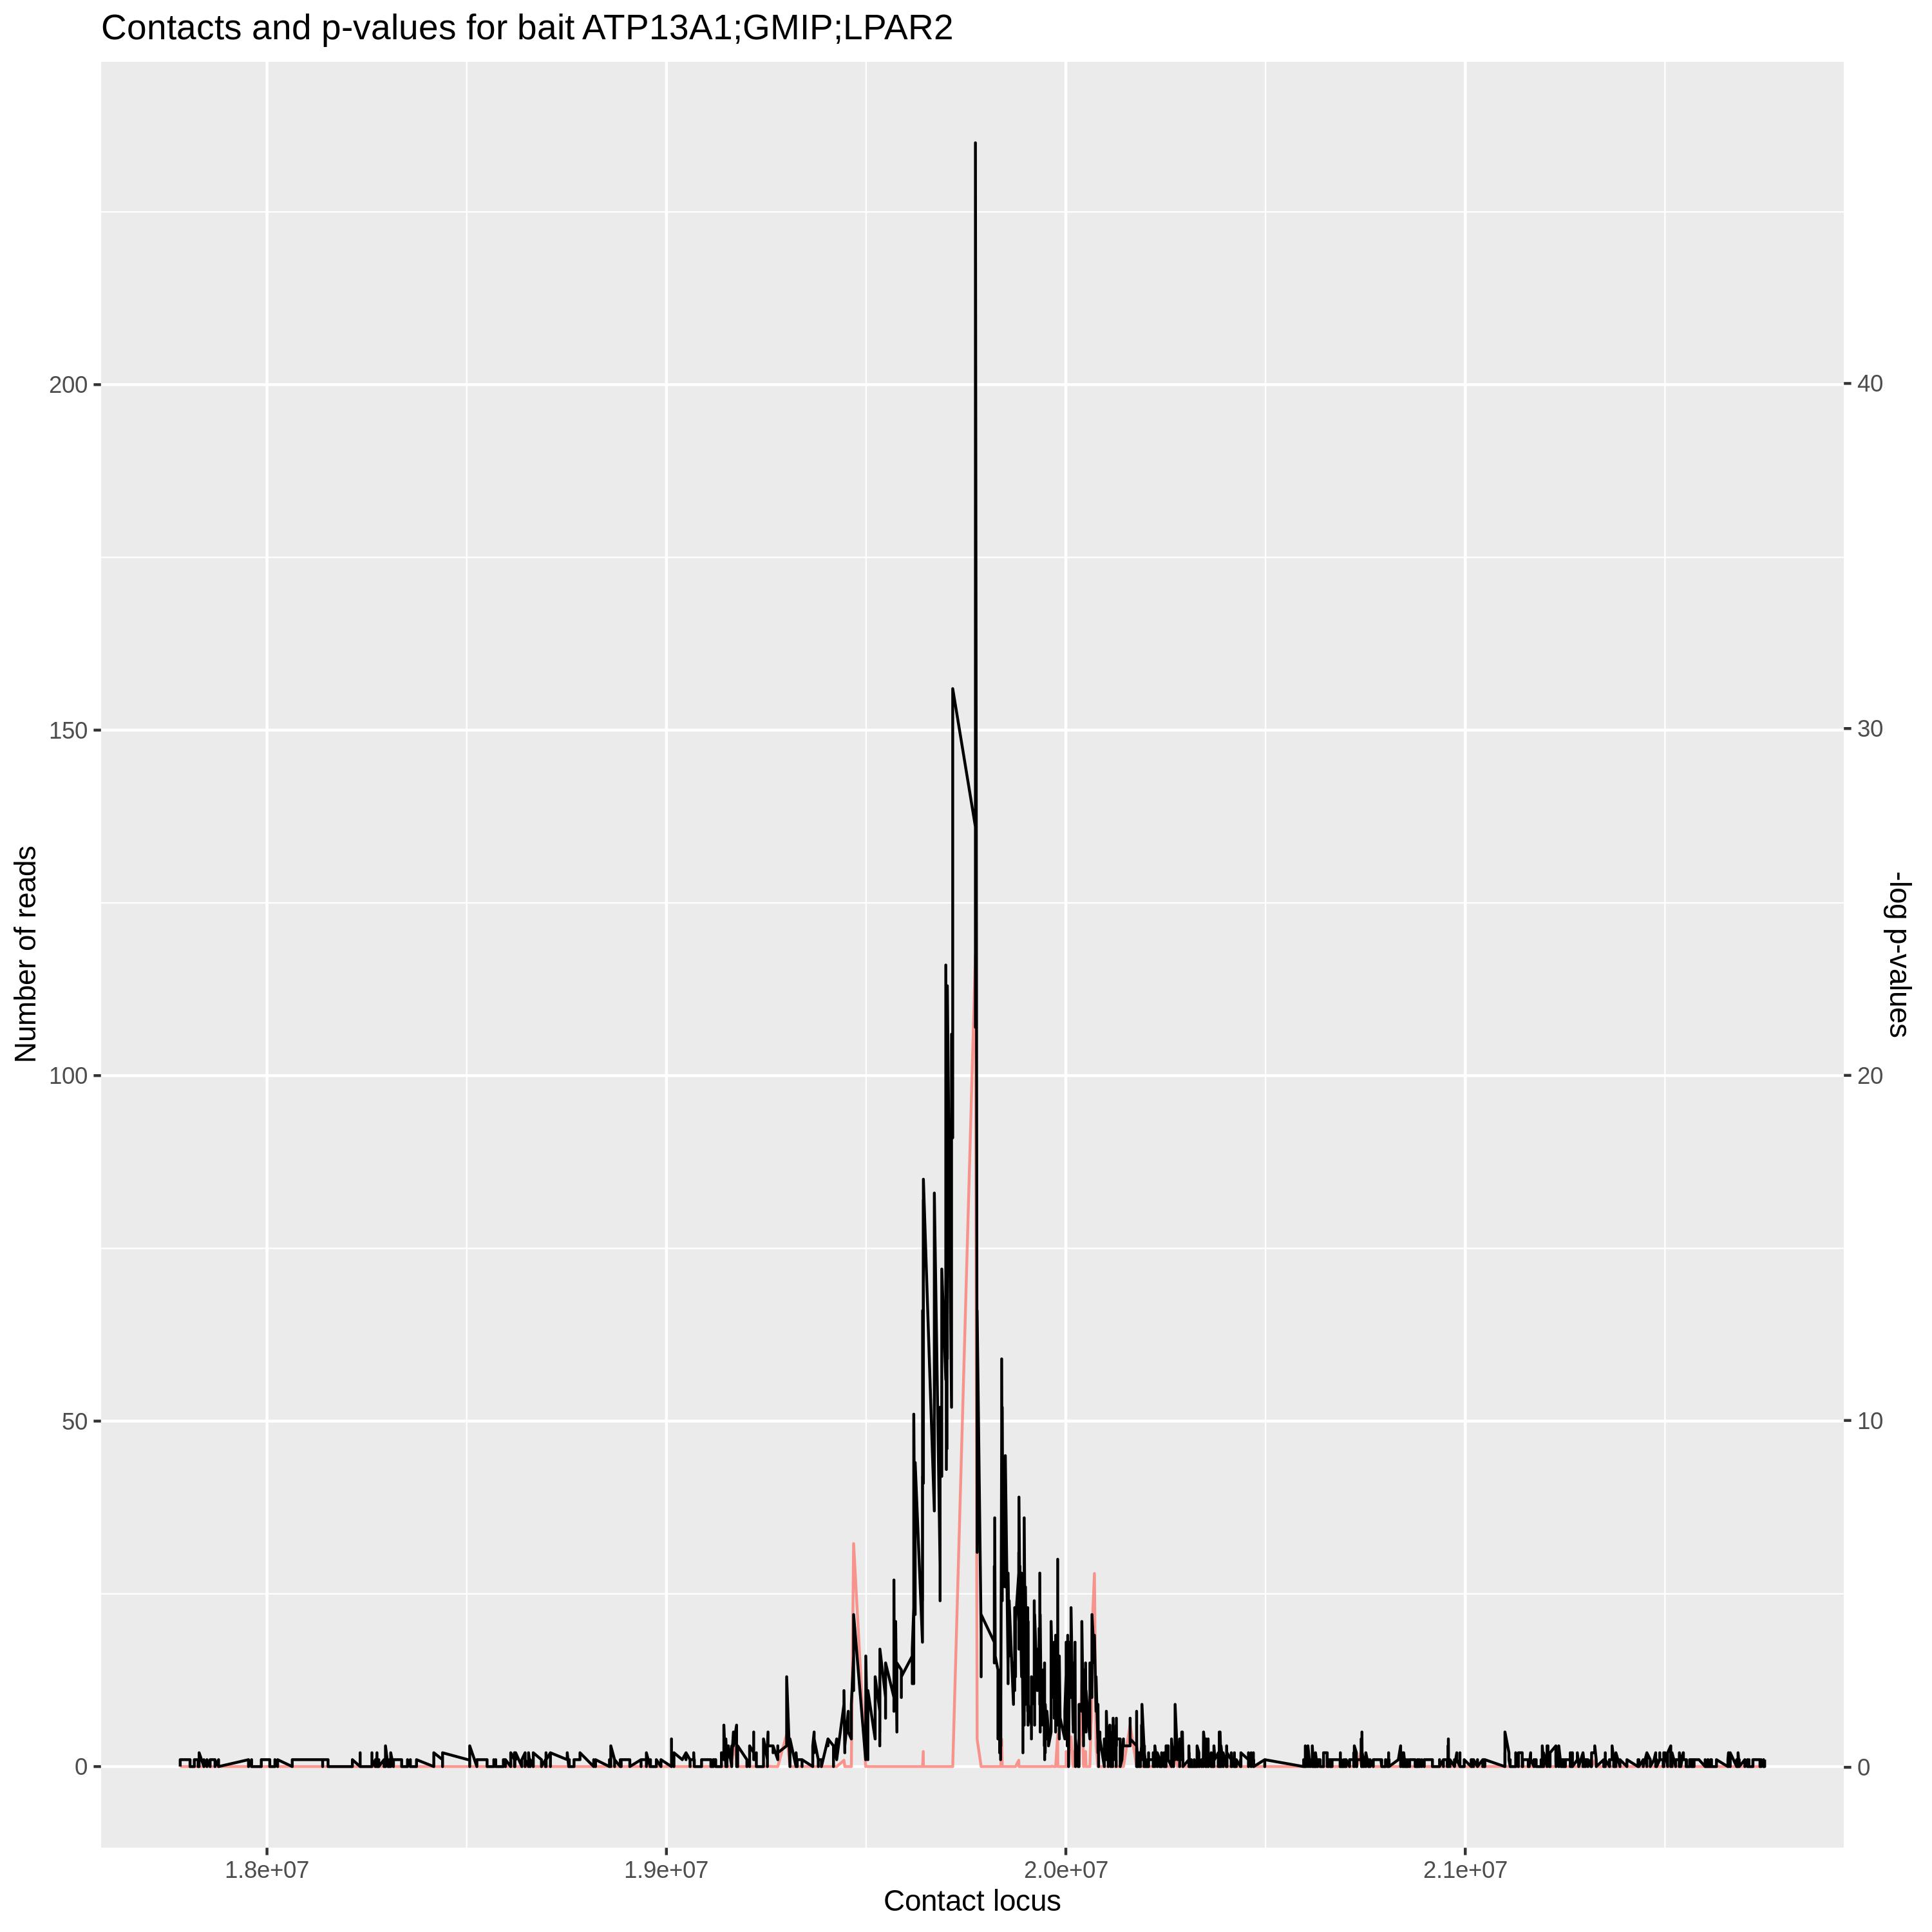 Contacts and p-values for bait ATP13A1;GMIP;LPAR2
Number of reads
200
150
100
50
0
40
30
20
10
0
-log p-values
1.8e+07
1.9e+07
2.0e+07
2.1e+07
Contact locus